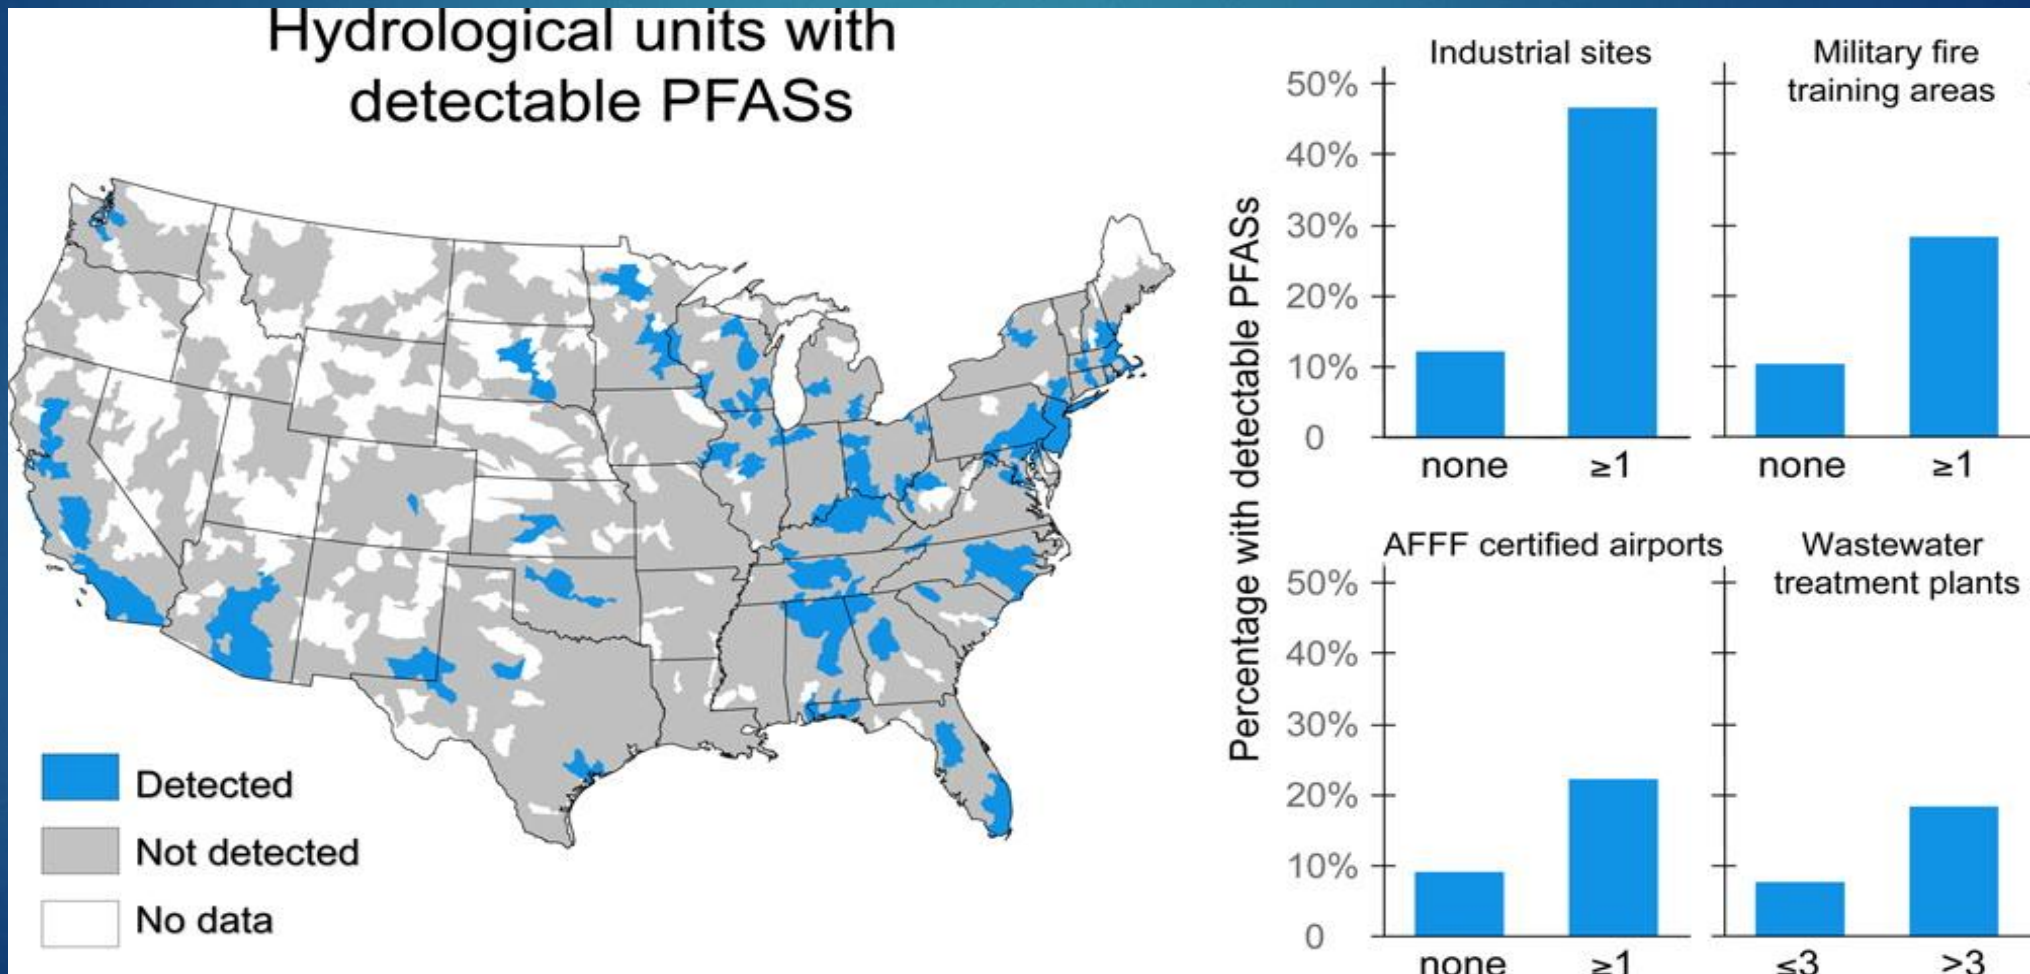 Hydrological units with
detectable PFASs
Detected
Not detected
No data
Percentage with detectable PFASs
Industrial sites
50%
40%
30%
20%
10%
0
none
≥1
Military fire
training areas
none
≥1
AFFF certified airports
50%
40%
30%
20%
10%
0
none
≥1
Wastewater
treatment plants
≤3
>3